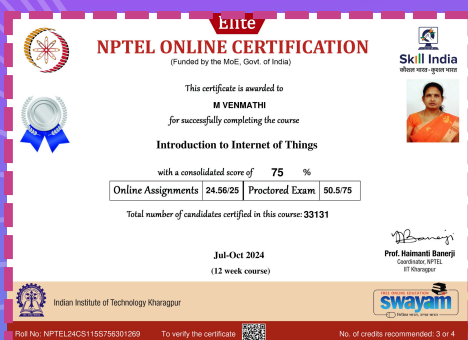 Elite
NPTEL ONLINE CERTIFICATION
(Funded by the MoE, Govt. of India)
Skill India
कौशल भारत - कुशल भारत
This certificate is awarded to
M VENMATHI
for successfully completing the course
Introduction to Internet of Things
with a consolidated score of 75 %
Online Assignments 24.56/25 Proctored Exam 50.5/75
Total number of candidates certified in this course: 33131
Jul-Oct 2024
(12 week course)
Prof. Haimanti Banerji
Coordinator, NPTEL
IIT Kharagpur
Indian Institute of Technology Kharagpur
FREE ONLINE EDUCATION
swayam
Roll No: NPTEL24CS115S756301269 To verify the certificate No. of credits recommended: 3 or 4